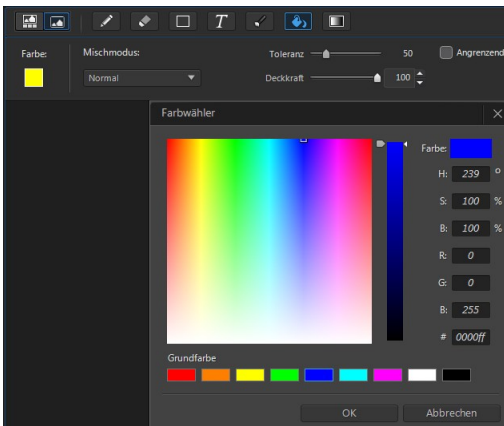 T
Farbe:
Mischmodus:
Toleranz
50
Angrenzend
Normal
Deckkraft
100
Farbwähler
Farbe:
H: 239 °
S: 100 %
B: 100 %
R: 0
G: 0
B: 255
# 0000ff
Grundfarbe
OK
Abbrechen